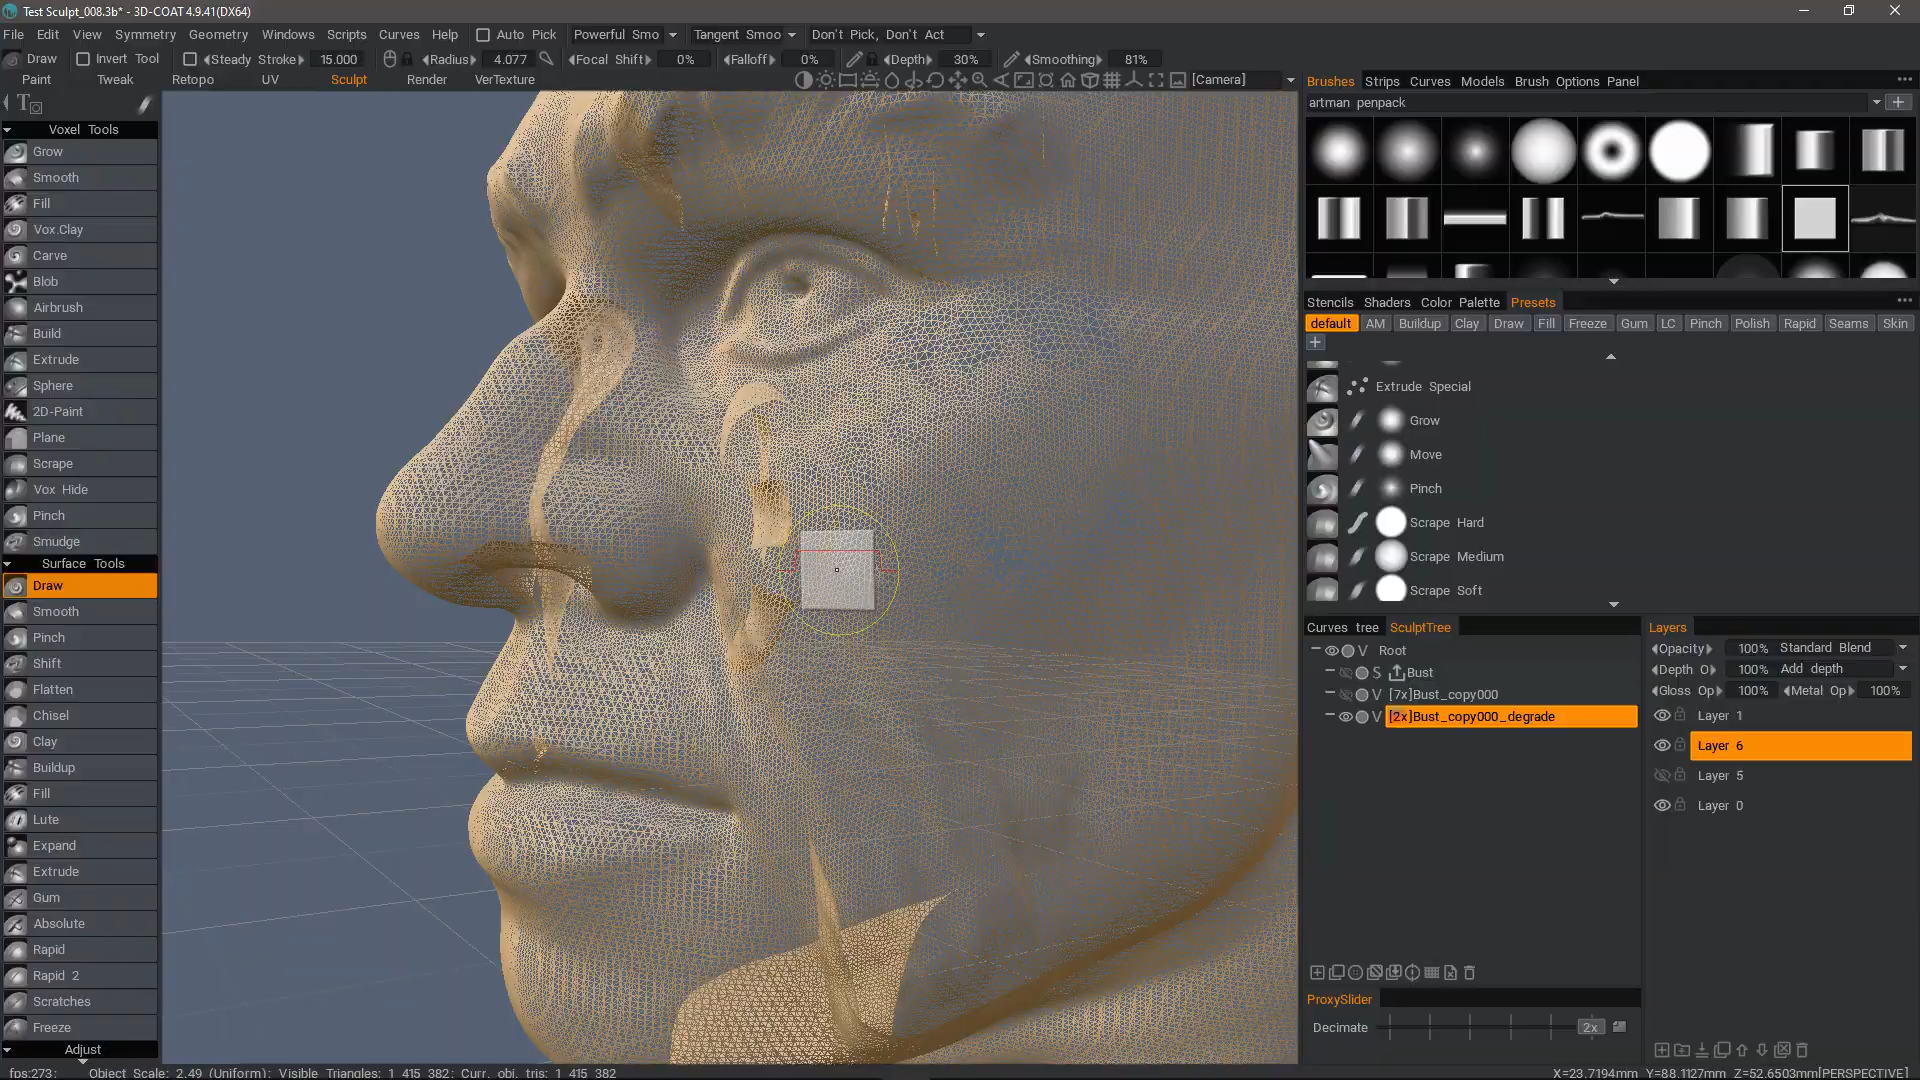 Test Sculpt_008.3b* - 3D-COAT 4.9.41(DX64)
File Edit View Symmetry Geometry Windows Scripts Curves Help Auto Pick Powerful Smo Tangent Smoo Don't Pick, Don't Act
Draw Invert Tool Steady Stroke 15.000 Radius 4.077 Focal Shift 0% Falloff 0% Depth 30% Smoothing 81%
Paint Tweak Retopo UV Sculpt Render VerTexture [Camera]
Voxel Tools
Grow
Smooth
Fill
Vox.Clay
Carve
Blob
Airbrush
Build
Extrude
Sphere
2D-Paint
Plane
Scrape
Vox Hide
Pinch
Smudge
Surface Tools
Draw
Smooth
Pinch
Shift
Flatten
Chisel
Clay
Buildup
Fill
Lute
Expand
Extrude
Gum
Absolute
Rapid
Rapid 2
Scratches
Freeze
Adjust
Brushes Strips Curves Models Brush Options Panel
artman penpack
Stencils Shaders Color Palette Presets
default AM Buildup Clay Draw Fill Freeze Gum LC Pinch Polish Rapid Seams Skin
Extrude Special
Grow
Move
Pinch
Scrape Hard
Scrape Medium
Scrape Soft
Curves tree SculptTree
Root
S Bust
V [7x]Bust_copy000
V [2x]Bust_copy000_degrade
ProxySlider
Decimate 2x
Layers
Opacity 100% Standard Blend
Depth O 100% Add depth
Gloss Op 100% Metal Op 100%
Layer 1
Layer 6
Layer 5
Layer 0
fps:273; Object Scale: 2.49 (Uniform); Visible Triangles: 1 415 382; Curr. obj. tris: 1 415 382
X=23.7194mm Y=88.1127mm Z=52.6503mm[PERSPECTIVE]